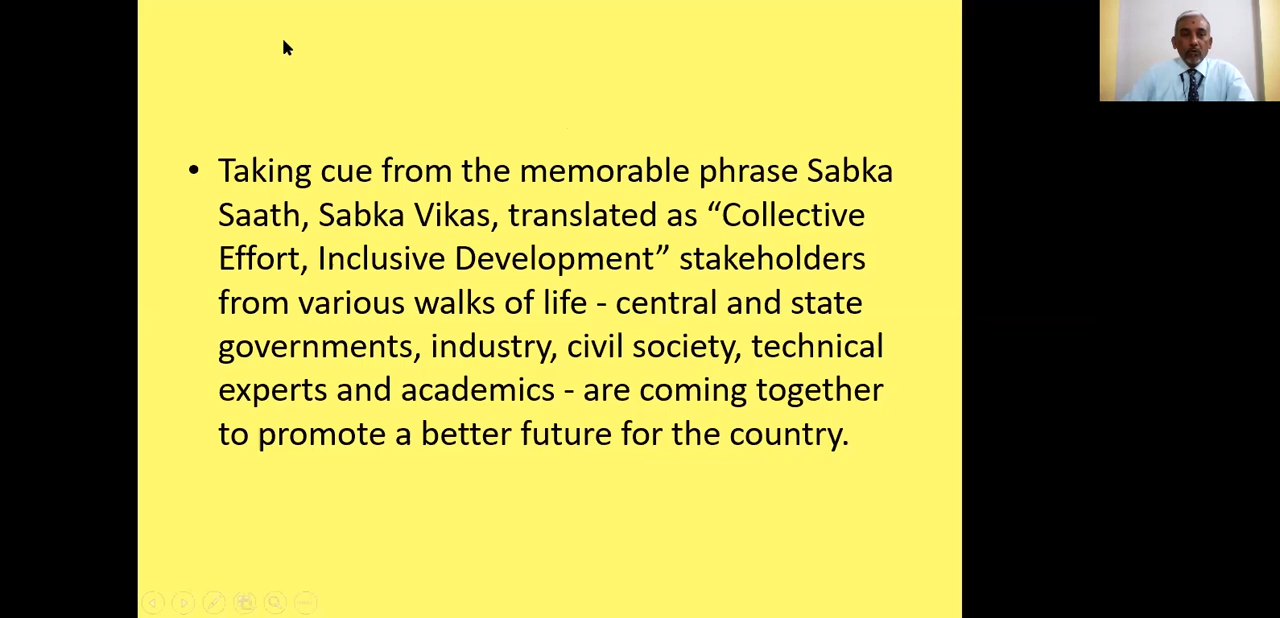 • Taking cue from the memorable phrase Sabka
Saath, Sabka Vikas, translated as “Collective
Effort, Inclusive Development” stakeholders
from various walks of life - central and state
governments, industry, civil society, technical
experts and academics - are coming together
to promote a better future for the country.